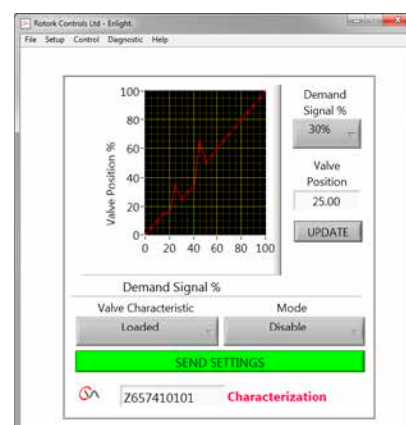 Rotork Controls Ltd - Enlight.
File Setup Control Diagnostic Help
100
80
60
40
20
0
Valve Position %
0 20 40 60 80 100
Demand Signal %
Demand
Signal %
30%
Valve
Position
25.00
UPDATE
Valve Characteristic
Mode
Loaded
Disable
SEND SETTINGS
Z657410101
Characterization